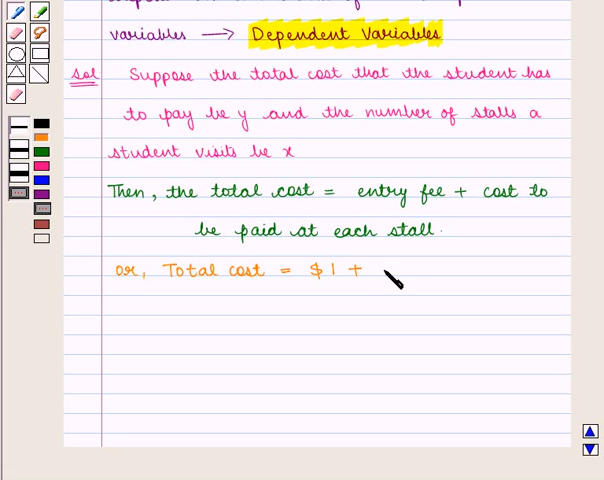 variables → Dependent Variables
Sol Suppose the total cost that the student has
to pay be y and the number of stalls a
student visits be x
Then, the total cost = entry fee + cost to
be paid at each stall.
or, Total cost = $1 +